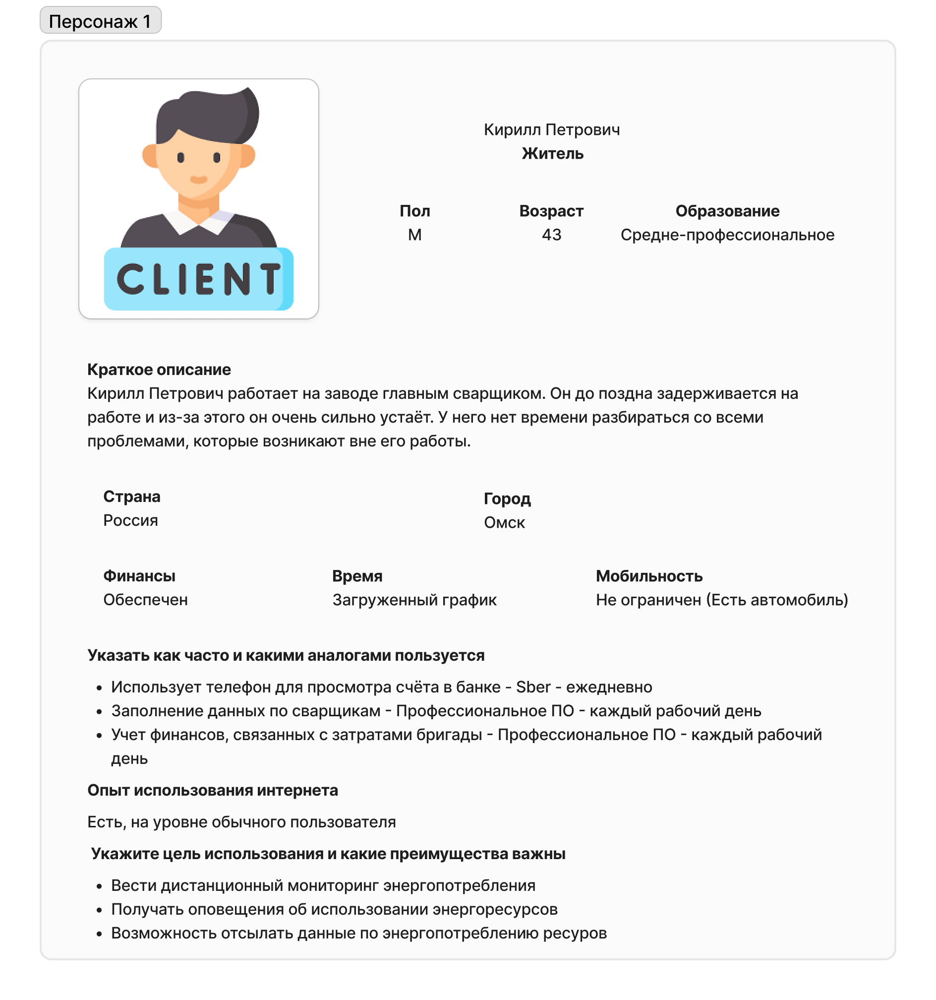 Персонаж 1
CLIENT
Кирилл Петрович
Житель
Пол Возраст Образование
М 43 Средне-профессиональное
Краткое описание
Кирилл Петрович работает на заводе главным сварщиком. Он до поздна задерживается на
работе и из-за этого он очень сильно устаёт. У него нет времени разбираться со всеми
проблемами, которые возникают вне его работы.
Страна Город
Россия Омск
Финансы Время Мобильность
Обеспечен Загруженный график Не ограничен (Есть автомобиль)
Указать как часто и какими аналогами пользуется
• Использует телефон для просмотра счёта в банке - Sber - ежедневно
• Заполнение данных по сварщикам - Профессиональное ПО - каждый рабочий день
• Учет финансов, связанных с затратами бригады - Профессиональное ПО - каждый рабочий
день
Опыт использования интернета
Есть, на уровне обычного пользователя
Укажите цель использования и какие преимущества важны
• Вести дистанционный мониторинг энергопотребления
• Получать оповещения об использовании энергоресурсов
• Возможность отсылать данные по энергопотреблению ресуров